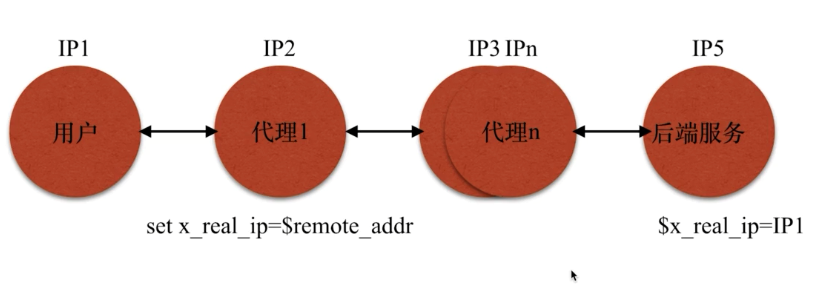 IP1
IP2
IP3 IPn
IP5
用户
代理1
代理n
后端服务
set x_real_ip=$remote_addr
$x_real_ip=IP1